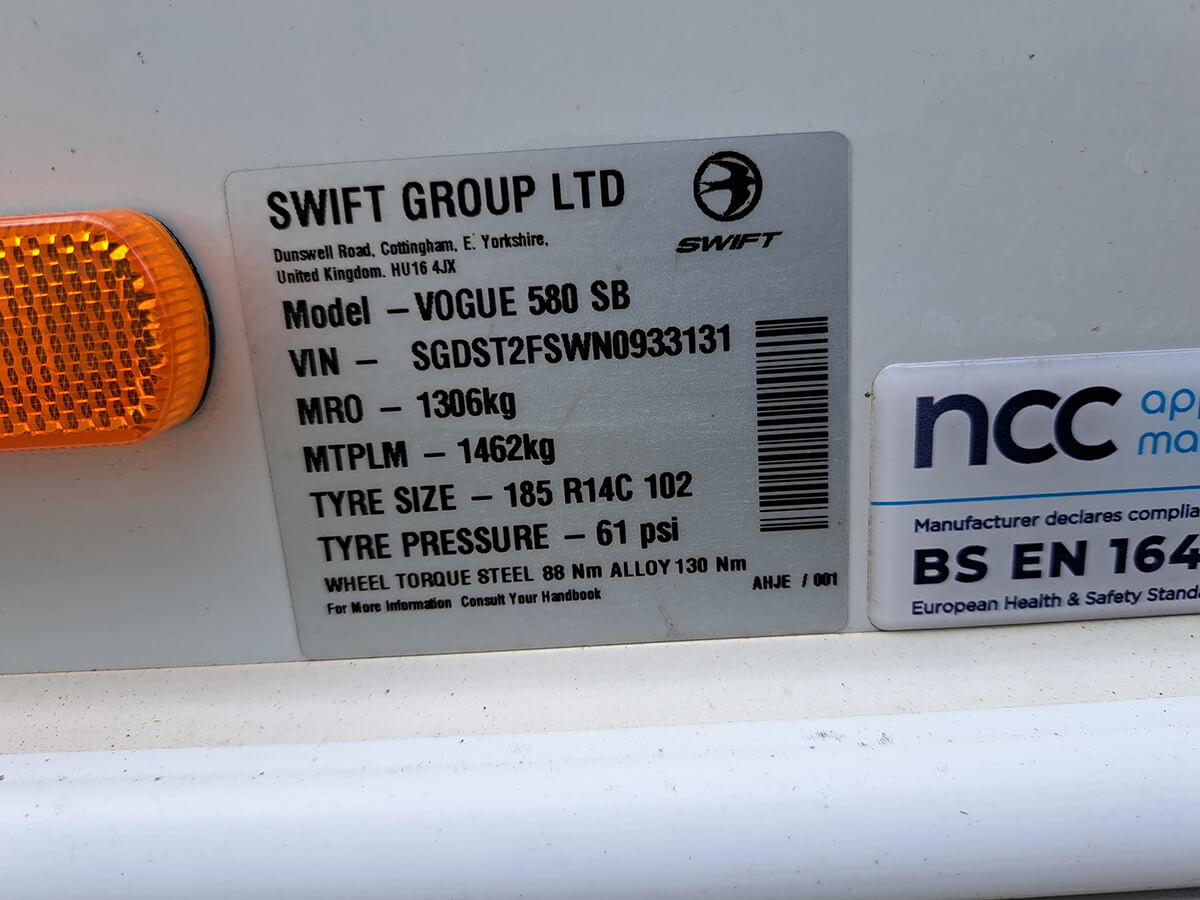 SWIFT GROUP LTD
SWIFT
Dunswell Road, Cottingham, E. Yorkshire,
United Kingdom. HU16 4JX
Model – VOGUE 580 SB
VIN – SGDST2FSWN0933131
MRO – 1306kg
MTPLM – 1462kg
TYRE SIZE – 185 R14C 102
TYRE PRESSURE – 61 psi
WHEEL TORQUE STEEL 88 Nm ALLOY 130 Nm
For More Information Consult Your Handbook
AHJE / 001
ncc
app
ma
Manufacturer declares complia
BS EN 164
European Health & Safety Standa